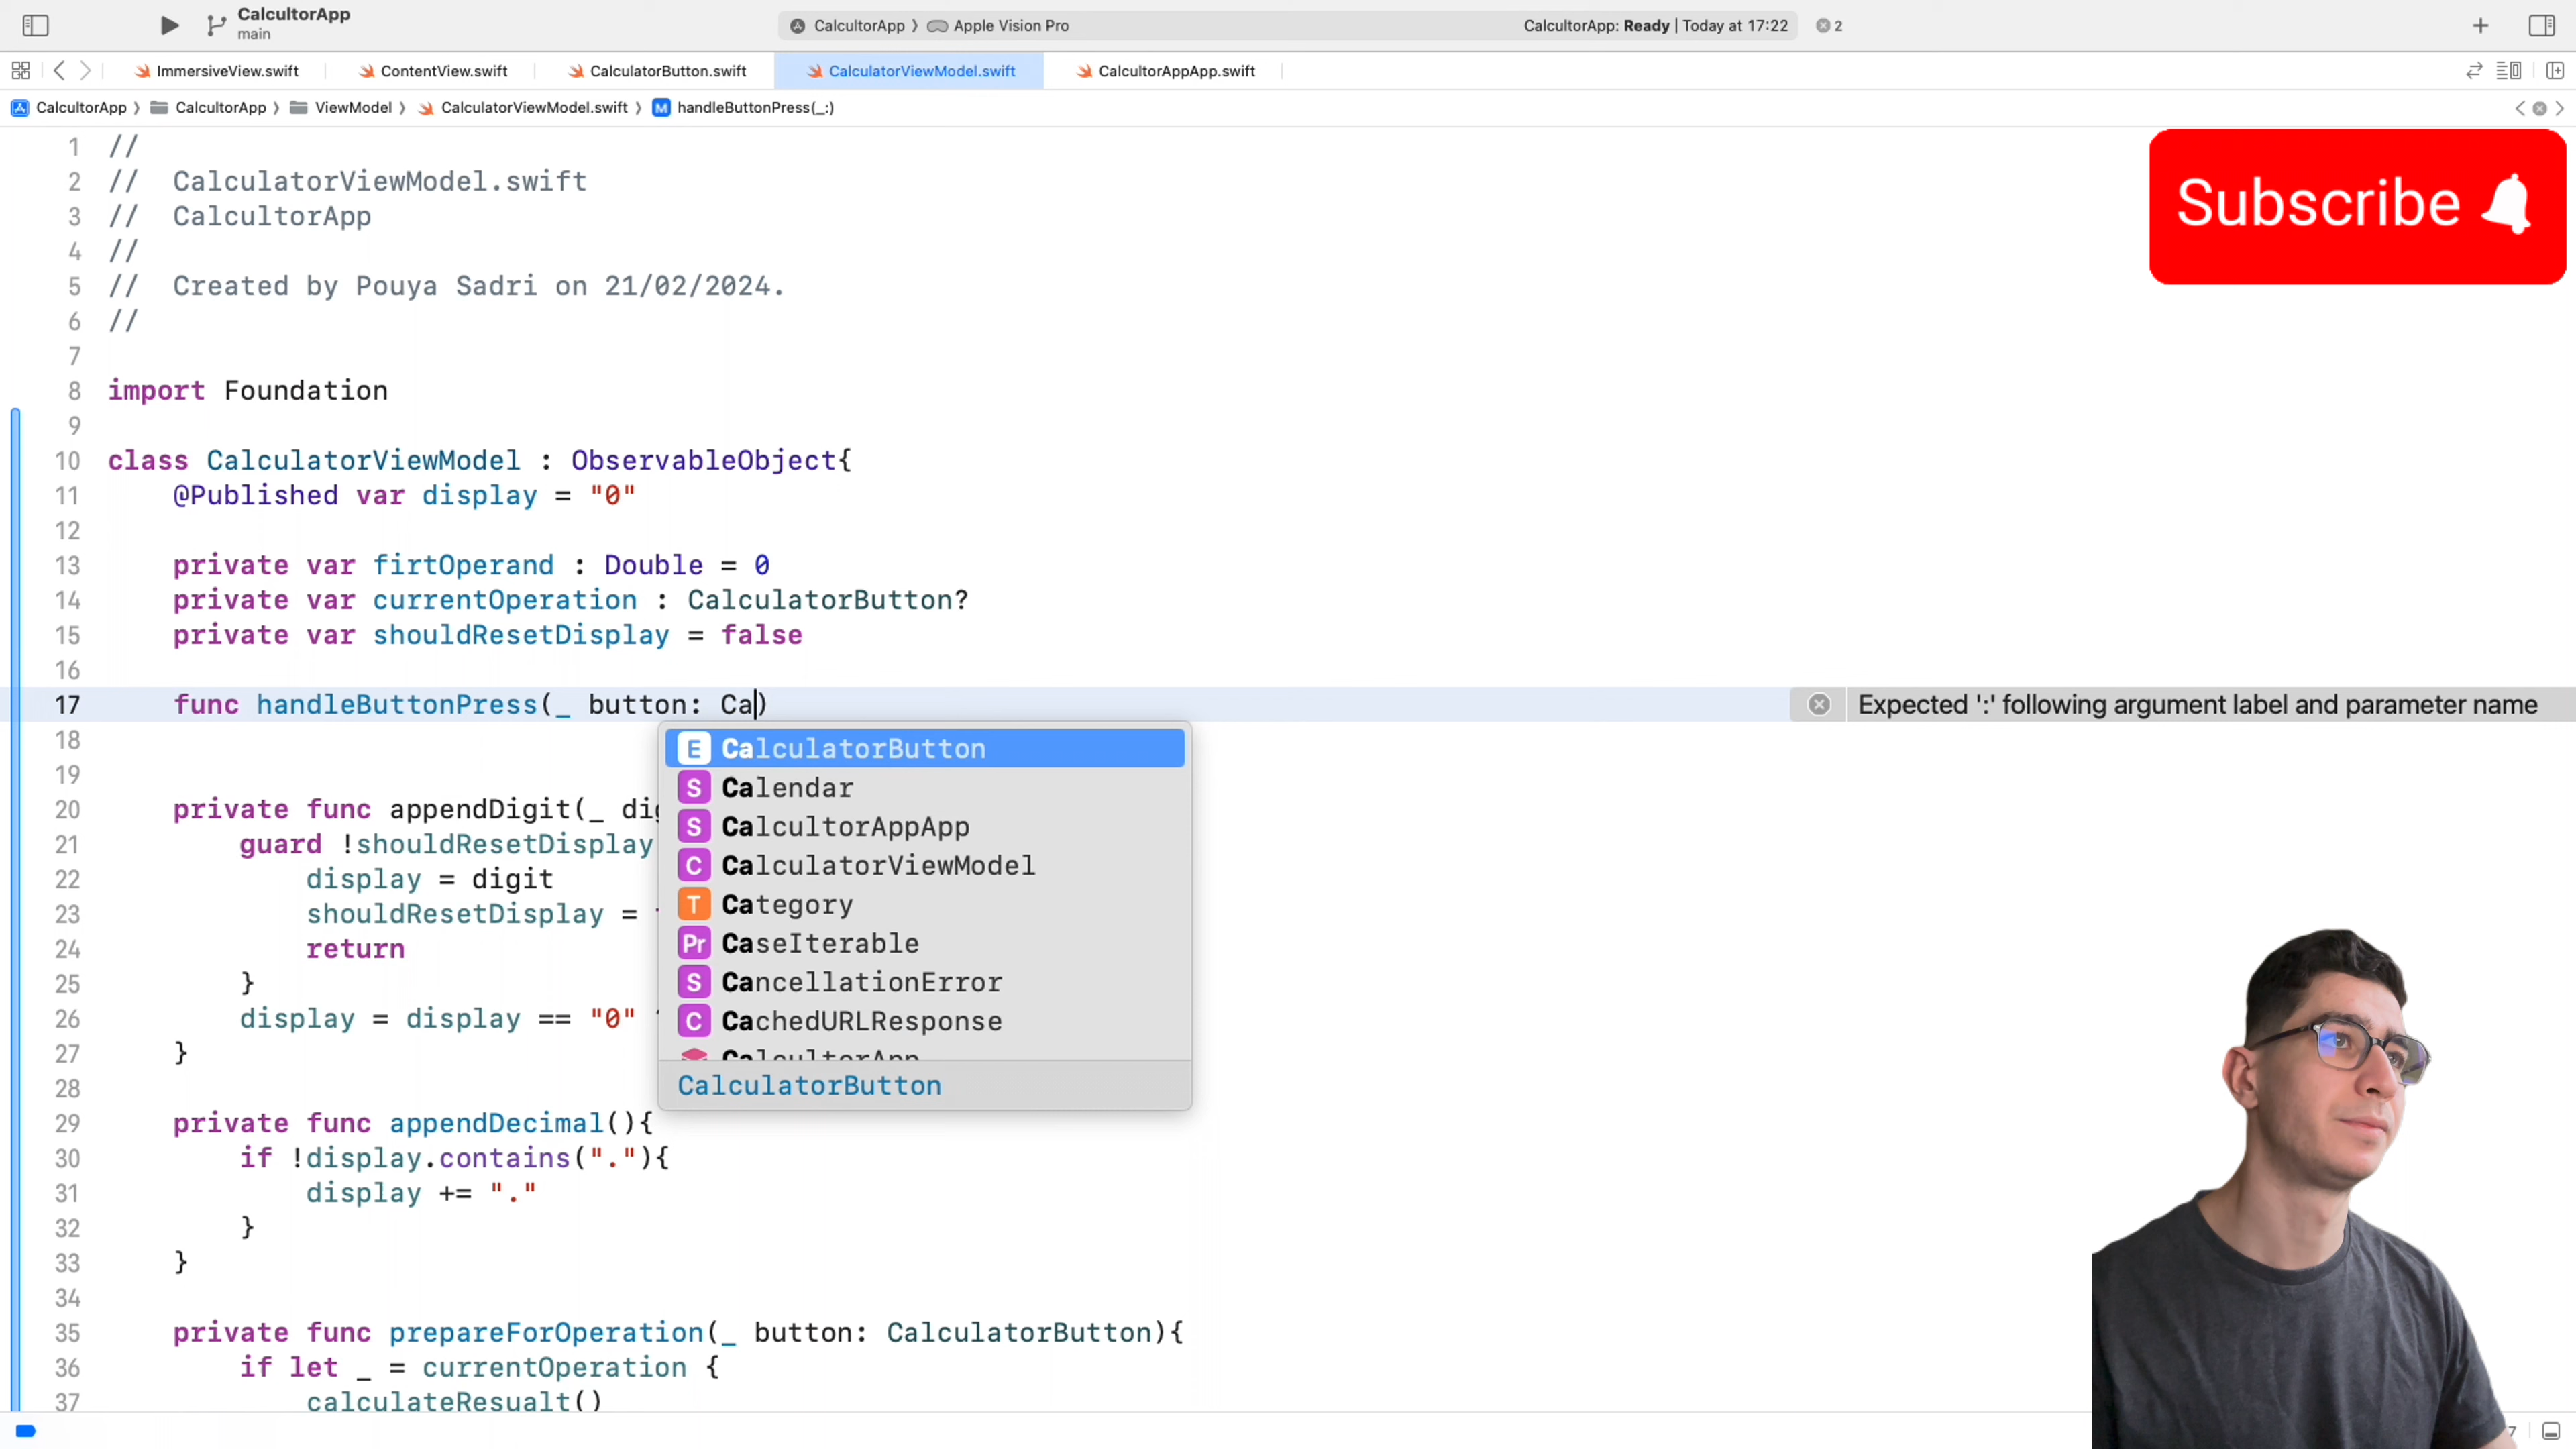 CalcultorApp
main
CalcultorApp 〉 Apple Vision Pro
CalcultorApp: Ready | Today at 17:22
2
ImmersiveView.swift
ContentView.swift
CalculatorButton.swift
CalculatorViewModel.swift
CalcultorAppApp.swift
CalcultorApp 〉 CalcultorApp 〉 ViewModel 〉 CalculatorViewModel.swift 〉 M handleButtonPress(_:)
1 //
2 //  CalculatorViewModel.swift
3 //  CalcultorApp
4 //
5 //  Created by Pouya Sadri on 21/02/2024.
6 //
7
8 import Foundation
9
10 class CalculatorViewModel : ObservableObject{
11 @Published var display = "0"
12
13 private var firtOperand : Double = 0
14 private var currentOperation : CalculatorButton?
15 private var shouldResetDisplay = false
16
17 func handleButtonPress(_ button: Ca)
Expected ':' following argument label and parameter name
18
19
20 private func appendDigit(_ dig
21 guard !shouldResetDisplay
22 display = digit
23 shouldResetDisplay =
24 return
25 }
26 display = display == "0"
27 }
28
29 private func appendDecimal(){
30 if !display.contains("."){
31 display += "."
32 }
33 }
34
35 private func prepareForOperation(_ button: CalculatorButton){
36 if let _ = currentOperation {
37 calculateResualt()
E CalculatorButton
S Calendar
S CalcultorAppApp
C CalculatorViewModel
T Category
Pr CaseIterable
S CancellationError
C CachedURLResponse
CalcultorApp
CalculatorButton
Subscribe